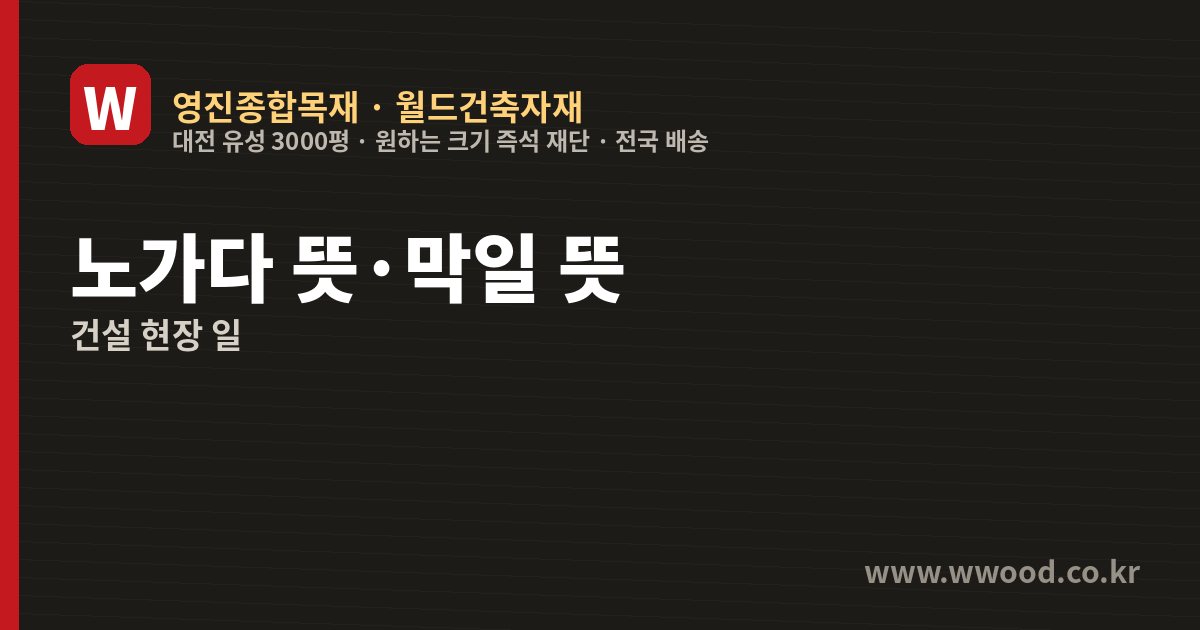 W
영진종합목재 · 월드건축자재
대전 유성 3000평 · 원하는 크기 즉석 재단 · 전국 배송
노가다 뜻·막일 뜻
건설 현장 일
www.wwood.co.kr